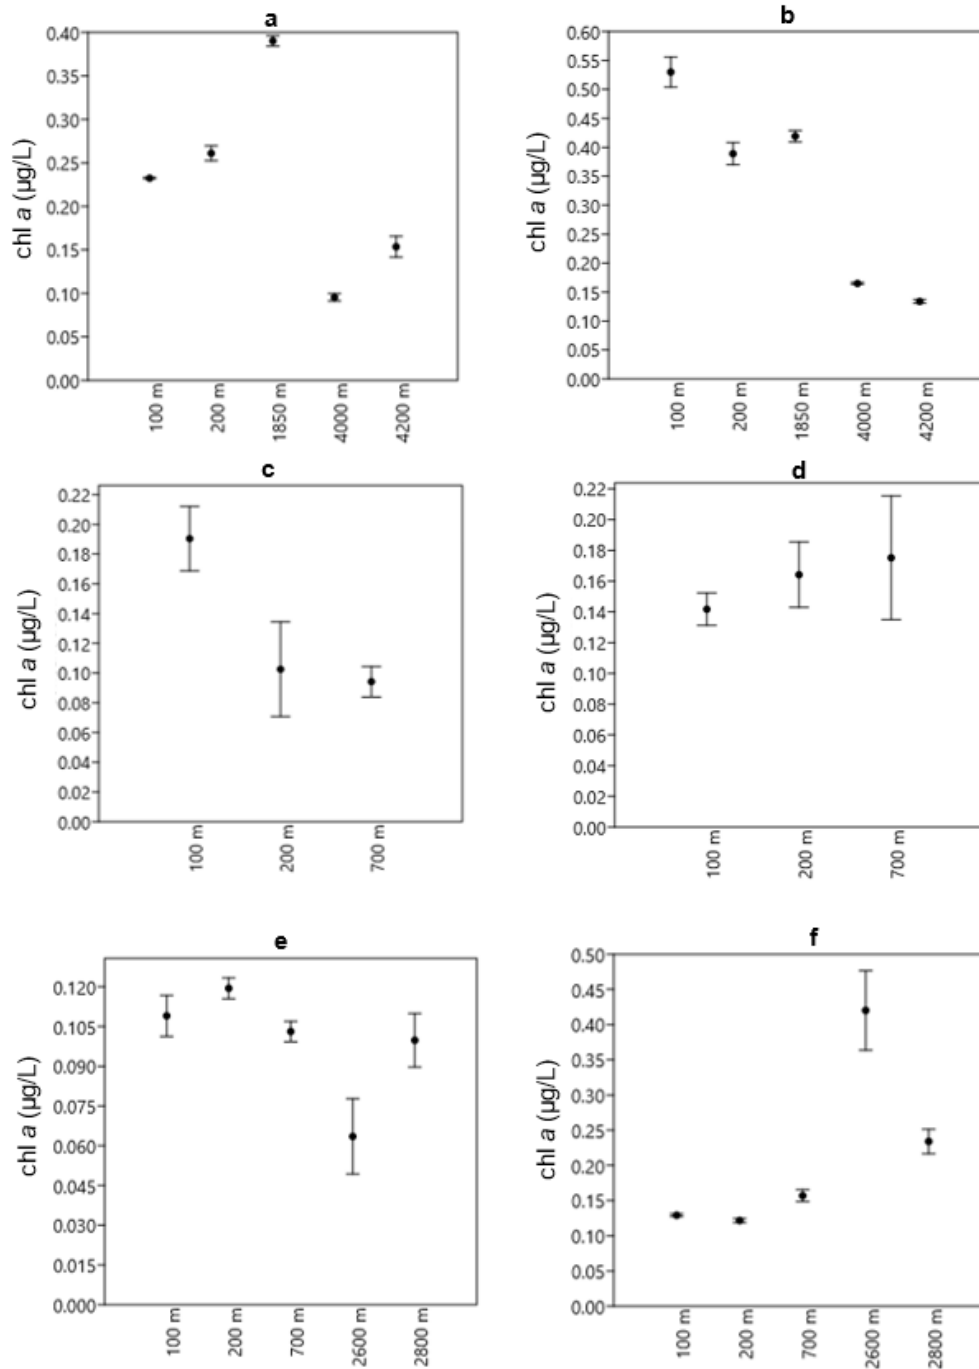 a
0.40
0.35
0.30
0.25
0.20
0.15
0.10
0.05
0.00
chl a (µg/L)
100 m
200 m
1850 m
4000 m
4200 m
b
0.60
0.55
0.50
0.45
0.40
0.35
0.30
0.25
0.20
0.15
0.10
0.05
0.00
chl a (µg/L)
100 m
200 m
1850 m
4000 m
4200 m
c
0.22
0.20
0.18
0.16
0.14
0.12
0.10
0.08
0.06
0.04
0.02
0.00
chl a (µg/L)
100 m
200 m
700 m
d
0.22
0.20
0.18
0.16
0.14
0.12
0.10
0.08
0.06
0.04
0.02
0.00
chl a (µg/L)
100 m
200 m
700 m
e
0.120
0.105
0.090
0.075
0.060
0.045
0.030
0.015
0.000
chl a (µg/L)
100 m
200 m
700 m
2600 m
2800 m
f
0.50
0.45
0.40
0.35
0.30
0.25
0.20
0.15
0.10
0.05
0.00
chl a (µg/L)
100 m
200 m
700 m
2600 m
2800 m